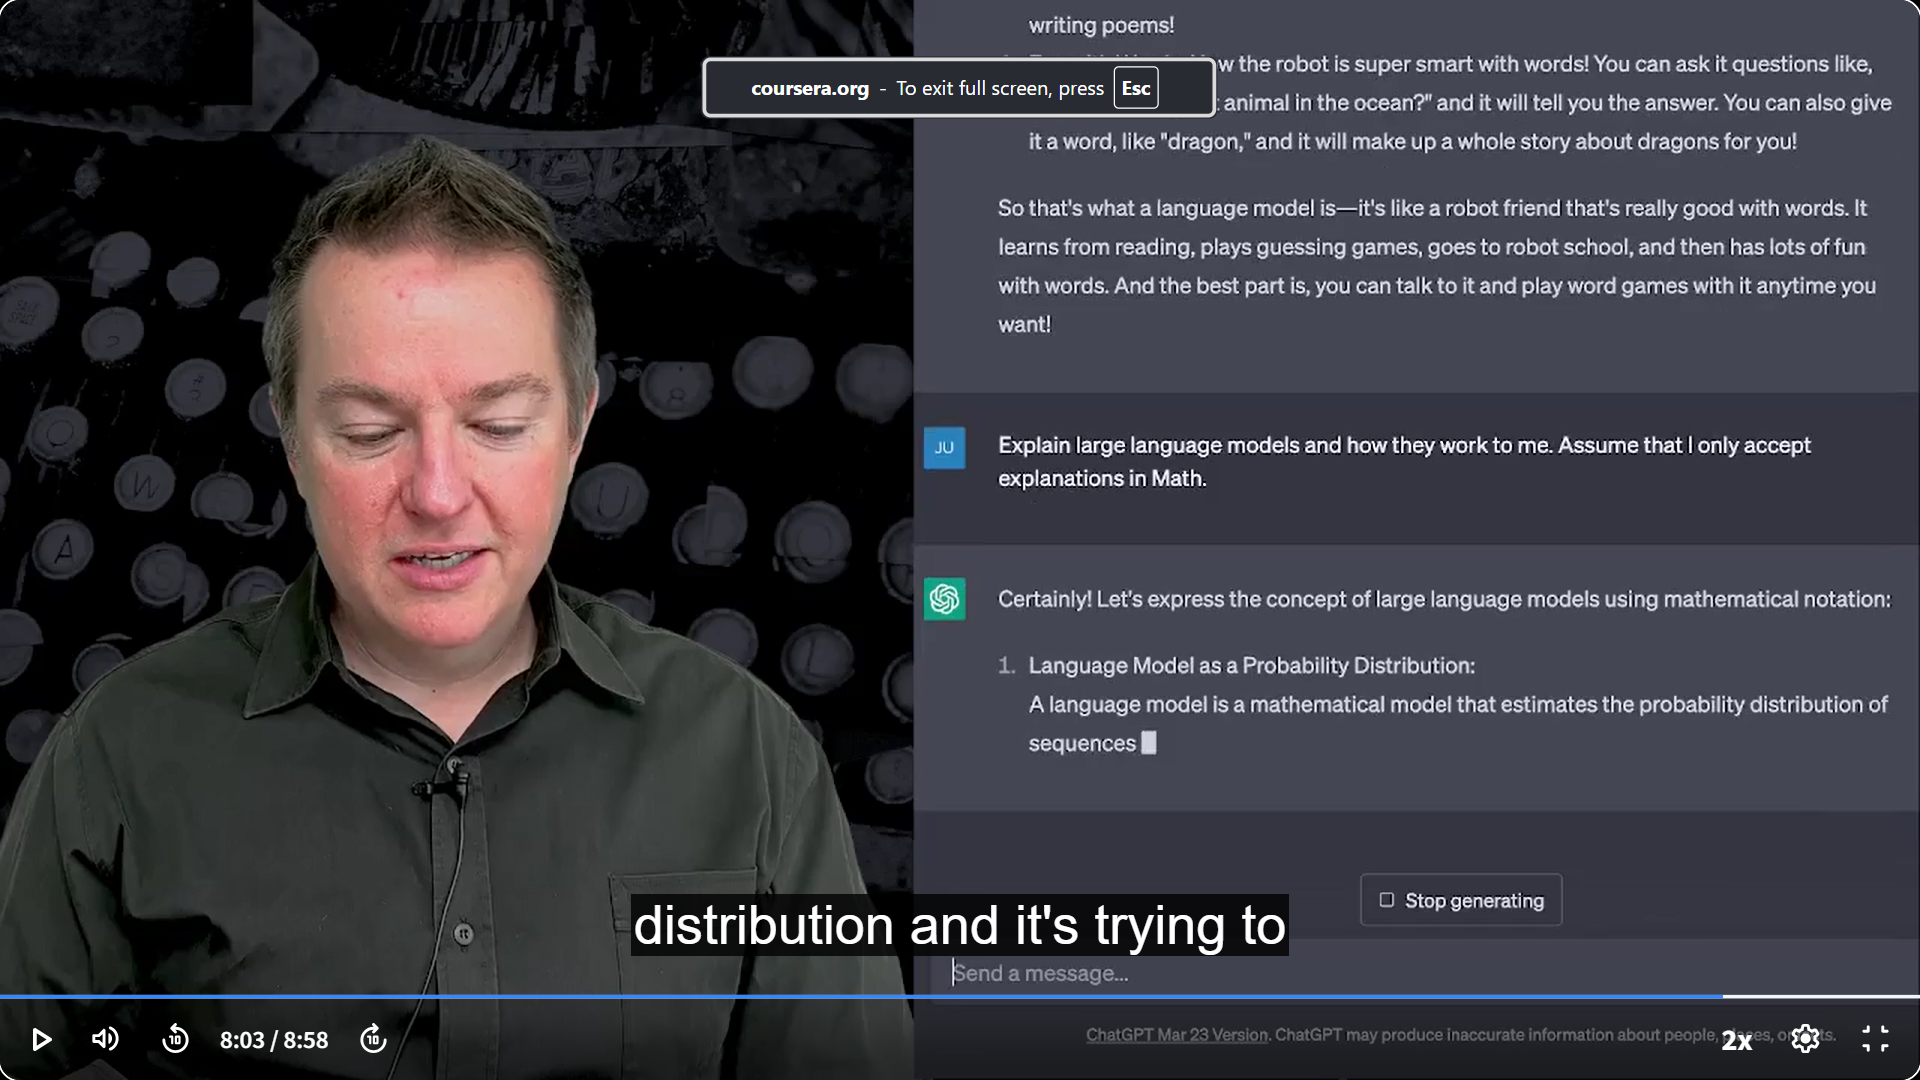 writing poems!
w the robot is super smart with words! You can ask it questions like,
animal in the ocean?" and it will tell you the answer. You can also give
it a word, like "dragon," and it will make up a whole story about dragons for you!
coursera.org - To exit full screen, press Esc
So that's what a language model is—it's like a robot friend that's really good with words. It
learns from reading, plays guessing games, goes to robot school, and then has lots of fun
with words. And the best part is, you can talk to it and play word games with it anytime you
want!
JU
Explain large language models and how they work to me. Assume that I only accept
explanations in Math.
Certainly! Let's express the concept of large language models using mathematical notation:
1. Language Model as a Probability Distribution:
A language model is a mathematical model that estimates the probability distribution of
sequences
Stop generating
distribution and it's trying to
Send a message...
8:03 / 8:58
10
10
ChatGPT Mar 23 Version. ChatGPT may produce inaccurate information about people,
2x
W
A
U